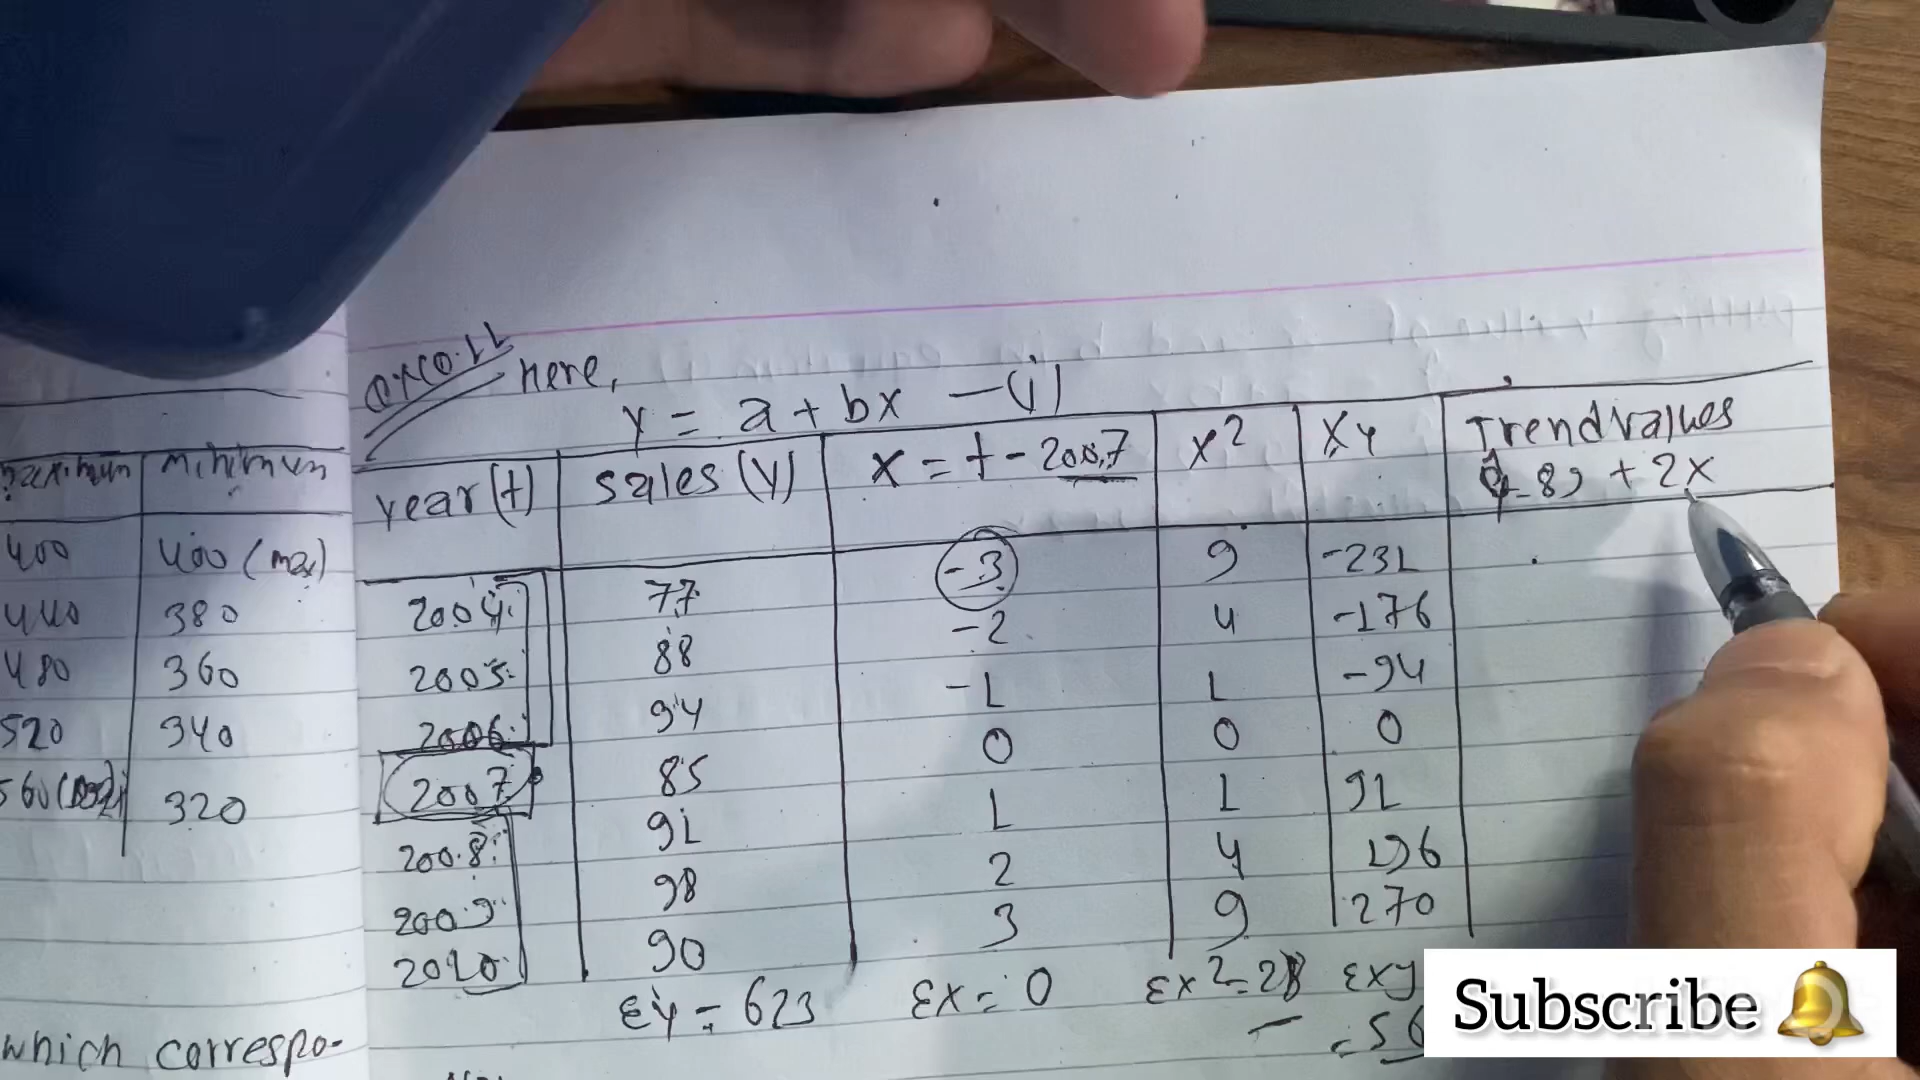 here,
y = a + bx - (i)
maximum | minimum
400 | 400 (max)
440 | 380
480 | 360
520 | 340
560 | 320
which correspo-
year (t) | sales (y) | x = t - 2007 | x² | xy | Trend values 89 + 2x
2004 | 77 | -3 | 9 | -231
2005 | 88 | -2 | 4 | -176
2006 | 94 | -1 | 1 | -94
2007 | 85 | 0 | 0 | 0
2008 | 91 | 1 | 1 | 91
2009 | 98 | 2 | 4 | 196
2010 | 90 | 3 | 9 | 270
Σy = 623 | Σx = 0 | Σx² = 28 | Σxy = 56
Subscribe